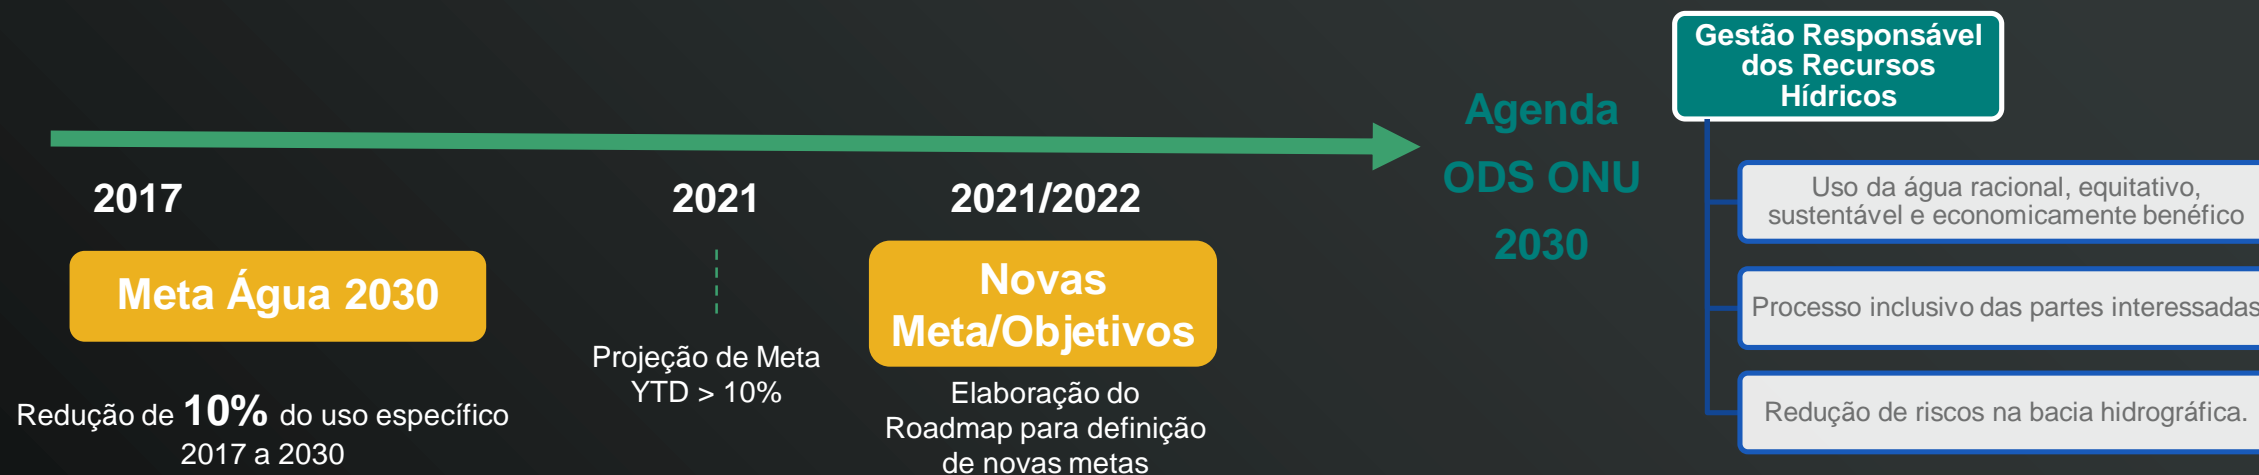 2017
Meta Água 2030
Redução de 10% do uso específico
2017 a 2030
2021
Projeção de Meta
YTD > 10%
2021/2022
Novas
Meta/Objetivos
Elaboração do
Roadmap para definição
de novas metas
Agenda
ODS ONU
2030
Gestão Responsável
dos Recursos
Hídricos
Uso da água racional, equitativo,
sustentável e economicamente benéfico
Processo inclusivo das partes interessadas
Redução de riscos na bacia hidrográfica.